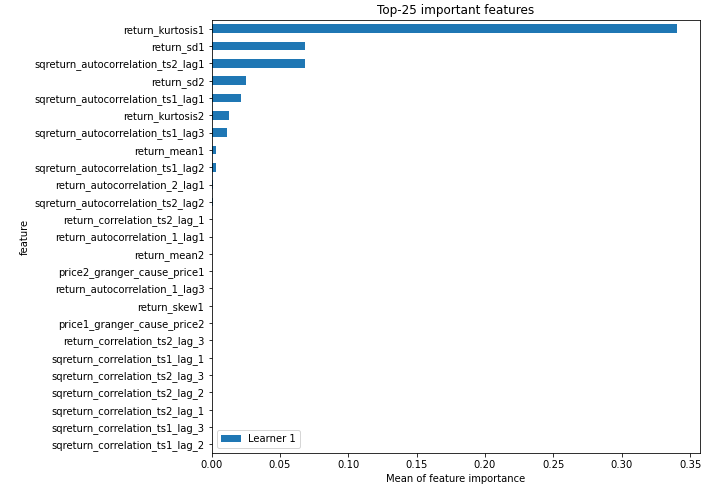 Top-25 important features
return_kurtosis1
return_sd1
sqreturn_autocorrelation_ts2_lag1
return_sd2
sqreturn_autocorrelation_ts1_lag1
return_kurtosis2
sqreturn_autocorrelation_ts1_lag3
return_mean1
sqreturn_autocorrelation_ts1_lag2
return_autocorrelation_2_lag1
sqreturn_autocorrelation_ts2_lag2
return_correlation_ts2_lag_1
return_autocorrelation_1_lag1
return_mean2
price2_granger_cause_price1
return_autocorrelation_1_lag3
return_skew1
price1_granger_cause_price2
return_correlation_ts2_lag_3
sqreturn_correlation_ts1_lag_1
sqreturn_correlation_ts2_lag_3
sqreturn_correlation_ts2_lag_2
sqreturn_correlation_ts2_lag_1
sqreturn_correlation_ts1_lag_3
sqreturn_correlation_ts1_lag_2
feature
Learner 1
0.00 0.05 0.10 0.15 0.20 0.25 0.30 0.35
Mean of feature importance